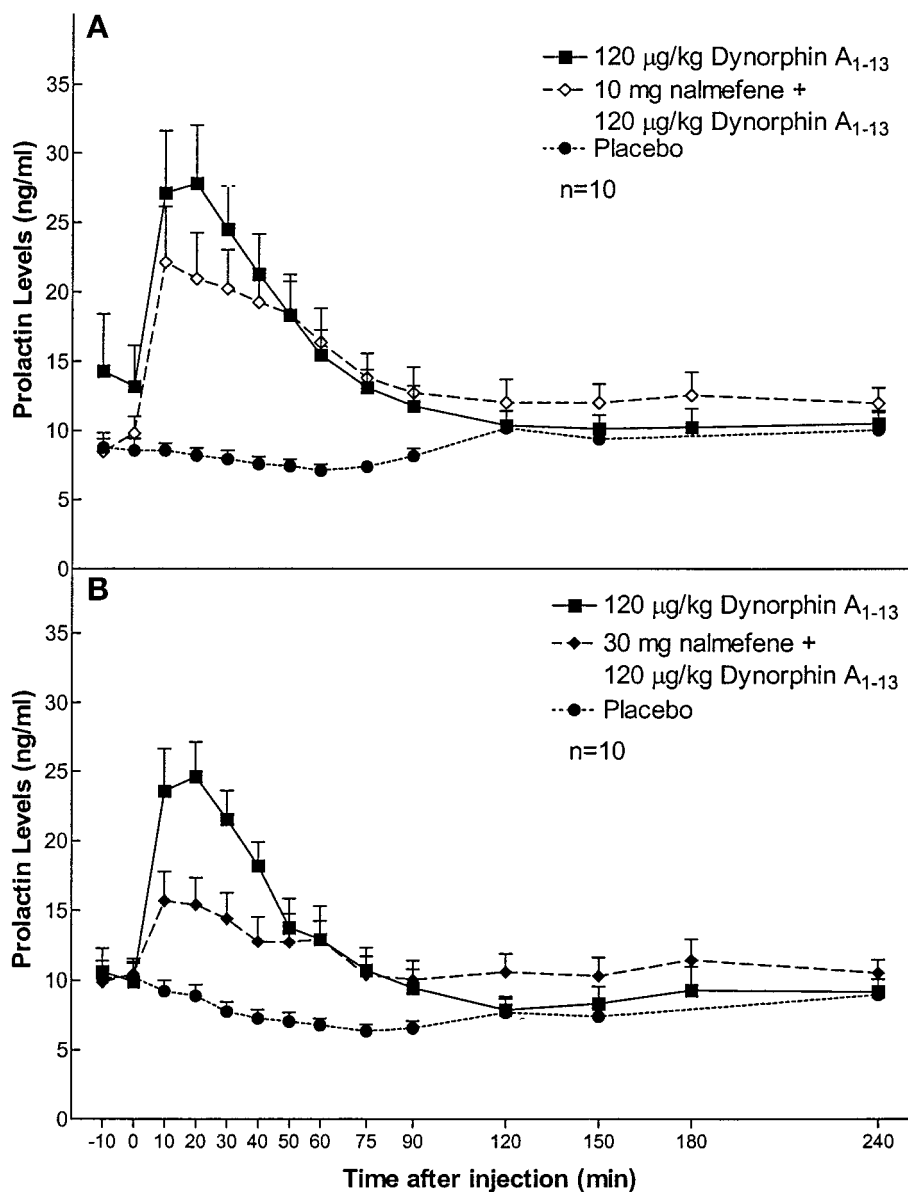 A
120 μg/kg Dynorphin A1-13
10 mg nalmefene +
120 μg/kg Dynorphin A1-13
Placebo
n=10
Prolactin Levels (ng/ml)
35
30
25
20
15
10
5
0
B
120 μg/kg Dynorphin A1-13
30 mg nalmefene +
120 μg/kg Dynorphin A1-13
Placebo
n=10
Prolactin Levels (ng/ml)
35
30
25
20
15
10
5
0
-10 0 10 20 30 40 50 60 75 90 120 150 180 240
Time after injection (min)